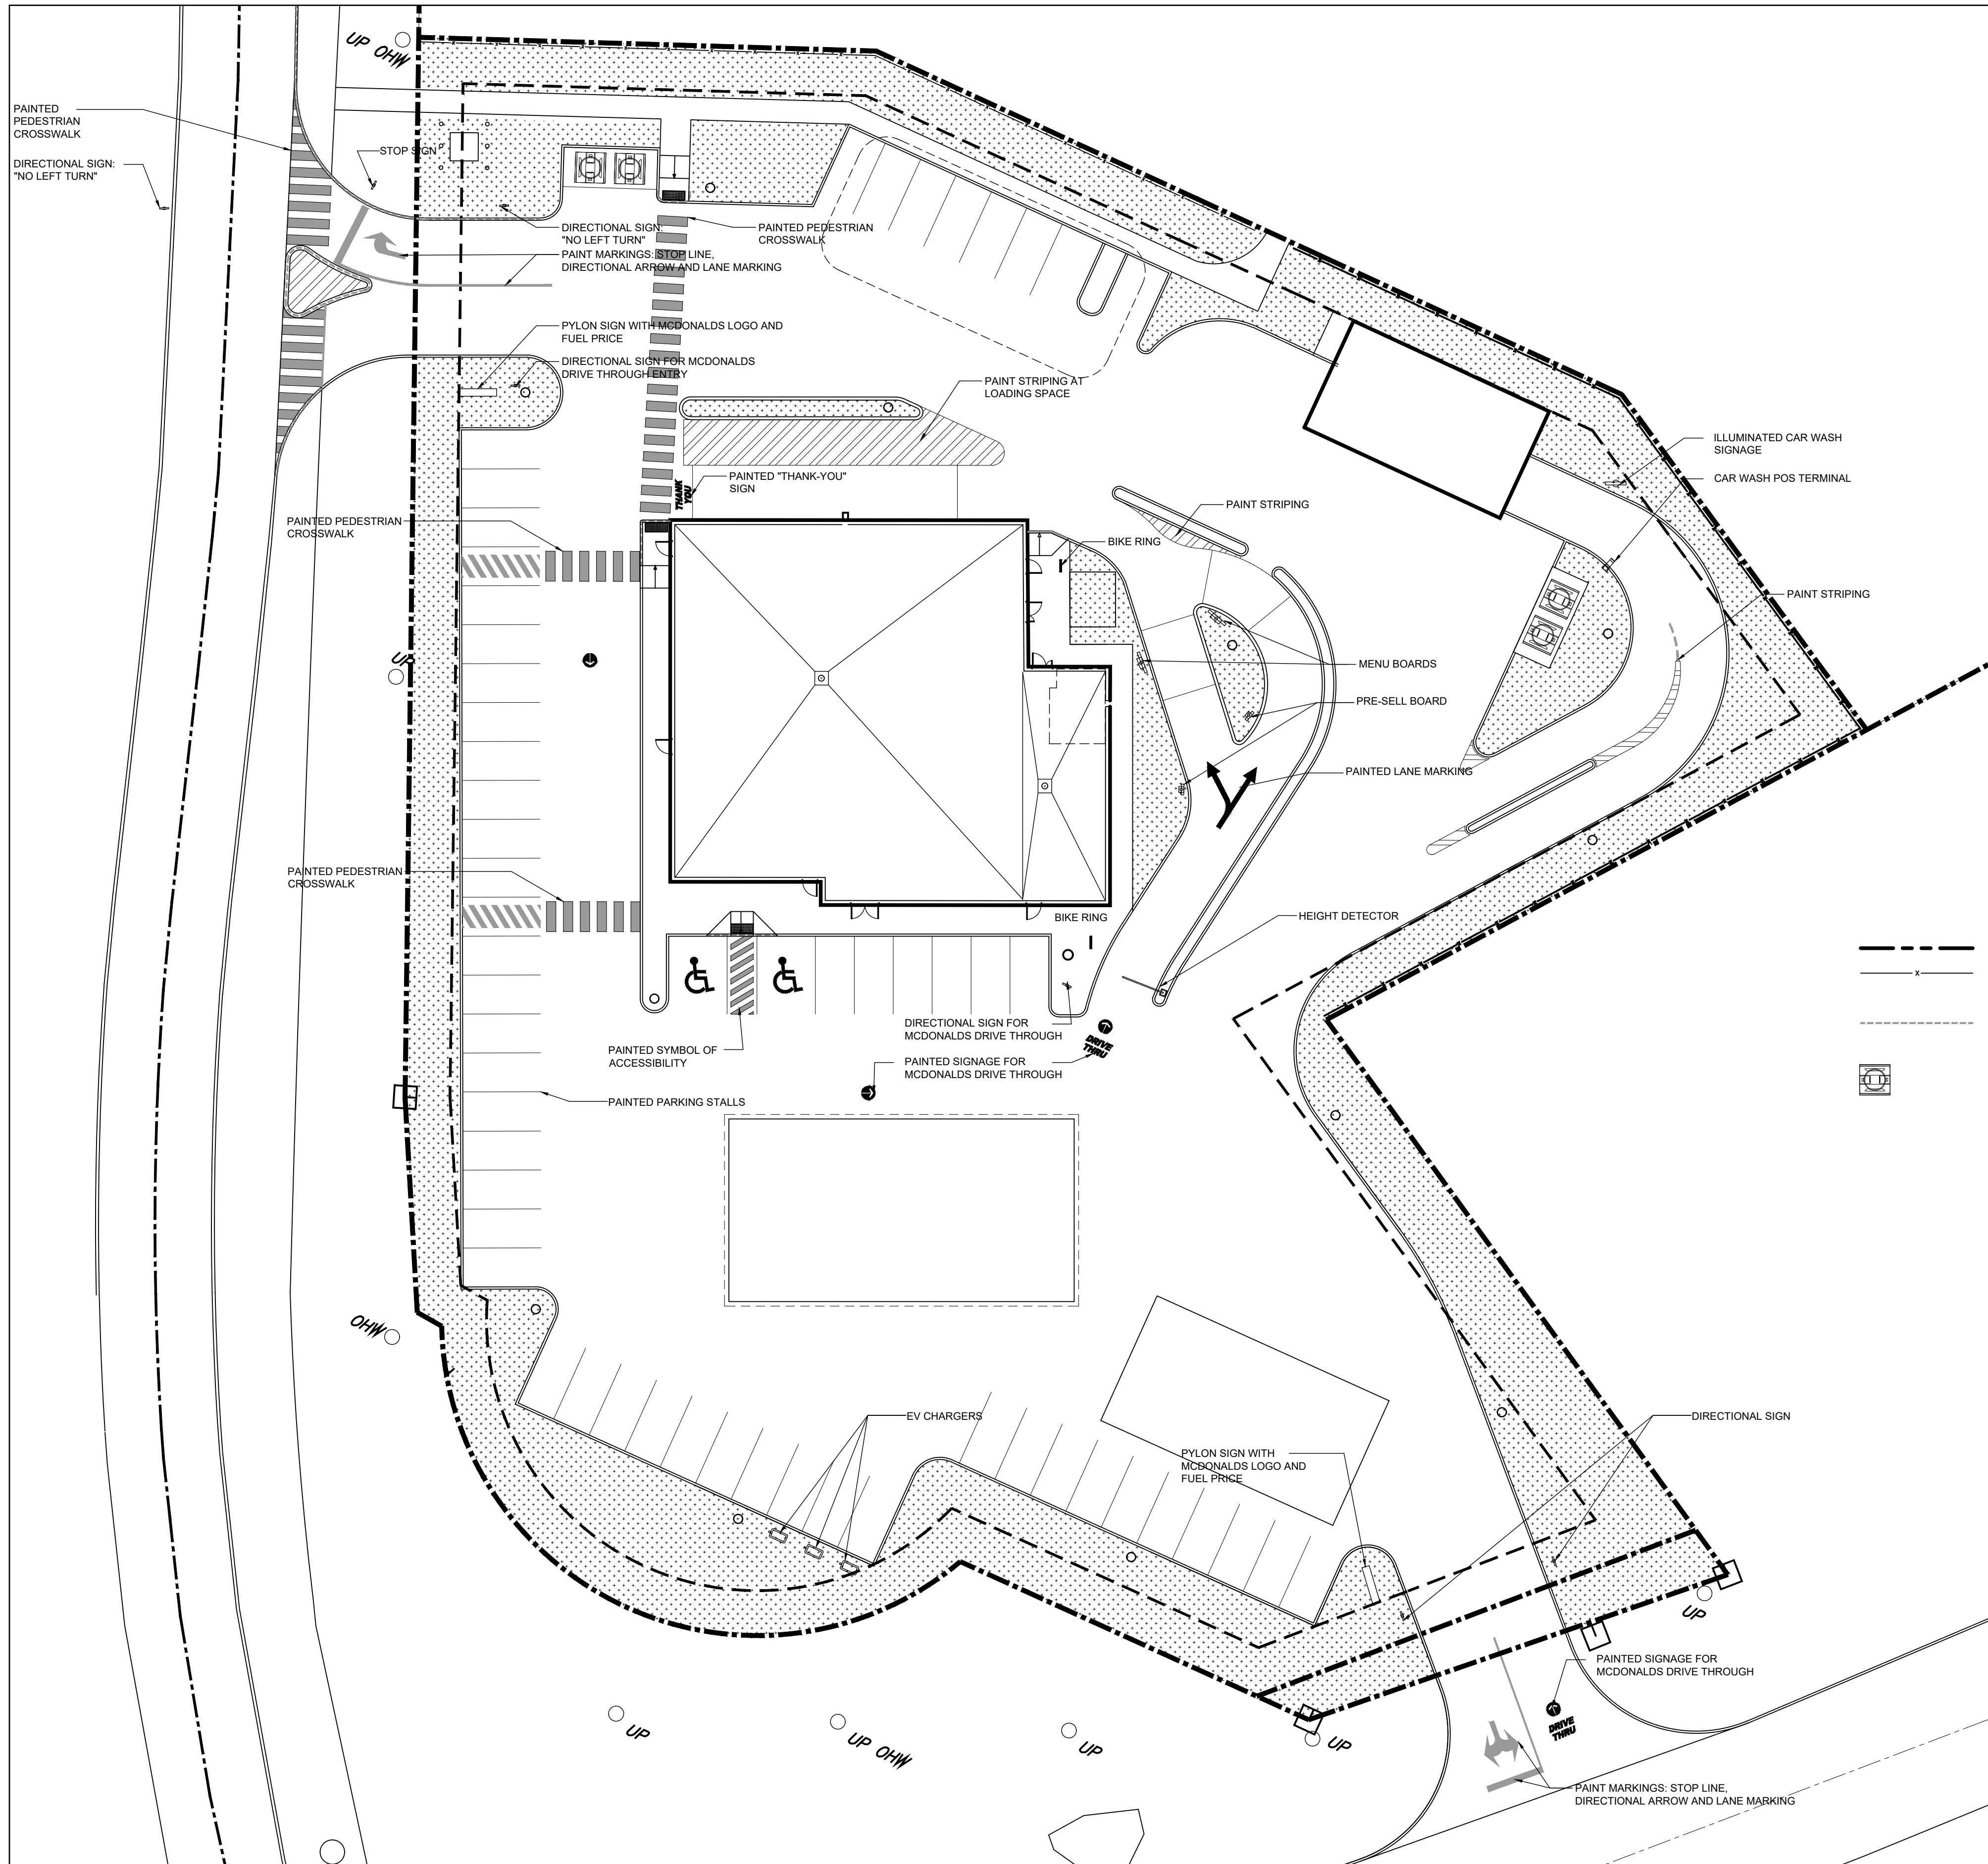 UP OHW
PAINTED
PEDESTRIAN
CROSSWALK
STOP SIGN
DIRECTIONAL SIGN:
"NO LEFT TURN"
DIRECTIONAL SIGN:
"NO LEFT TURN"
PAINTED PEDESTRIAN
CROSSWALK
PAINT MARKINGS: STOP LINE,
DIRECTIONAL ARROW AND LANE MARKING
PYLON SIGN WITH MCDONALDS LOGO AND
FUEL PRICE
DIRECTIONAL SIGN FOR MCDONALDS
DRIVE THROUGH ENTRY
PAINT STRIPING AT
LOADING SPACE
ILLUMINATED CAR WASH
SIGNAGE
CAR WASH POS TERMINAL
PAINTED "THANK-YOU"
SIGN
THANK
YOU
PAINT STRIPING
PAINTED PEDESTRIAN
CROSSWALK
BIKE RING
PAINT STRIPING
UP
MENU BOARDS
PRE-SELL BOARD
PAINTED LANE MARKING
PAINTED PEDESTRIAN
CROSSWALK
BIKE RING
HEIGHT DETECTOR
X
DIRECTIONAL SIGN FOR
MCDONALDS DRIVE THROUGH
DRIVE
THRU
PAINTED SYMBOL OF
ACCESSIBILITY
PAINTED SIGNAGE FOR
MCDONALDS DRIVE THROUGH
PAINTED PARKING STALLS
OHW
EV CHARGERS
DIRECTIONAL SIGN
PYLON SIGN WITH
MCDONALDS LOGO AND
FUEL PRICE
UP
PAINTED SIGNAGE FOR
MCDONALDS DRIVE THROUGH
DRIVE
THRU
UP
UP OHW
UP
UP
PAINT MARKINGS: STOP LINE,
DIRECTIONAL ARROW AND LANE MARKING